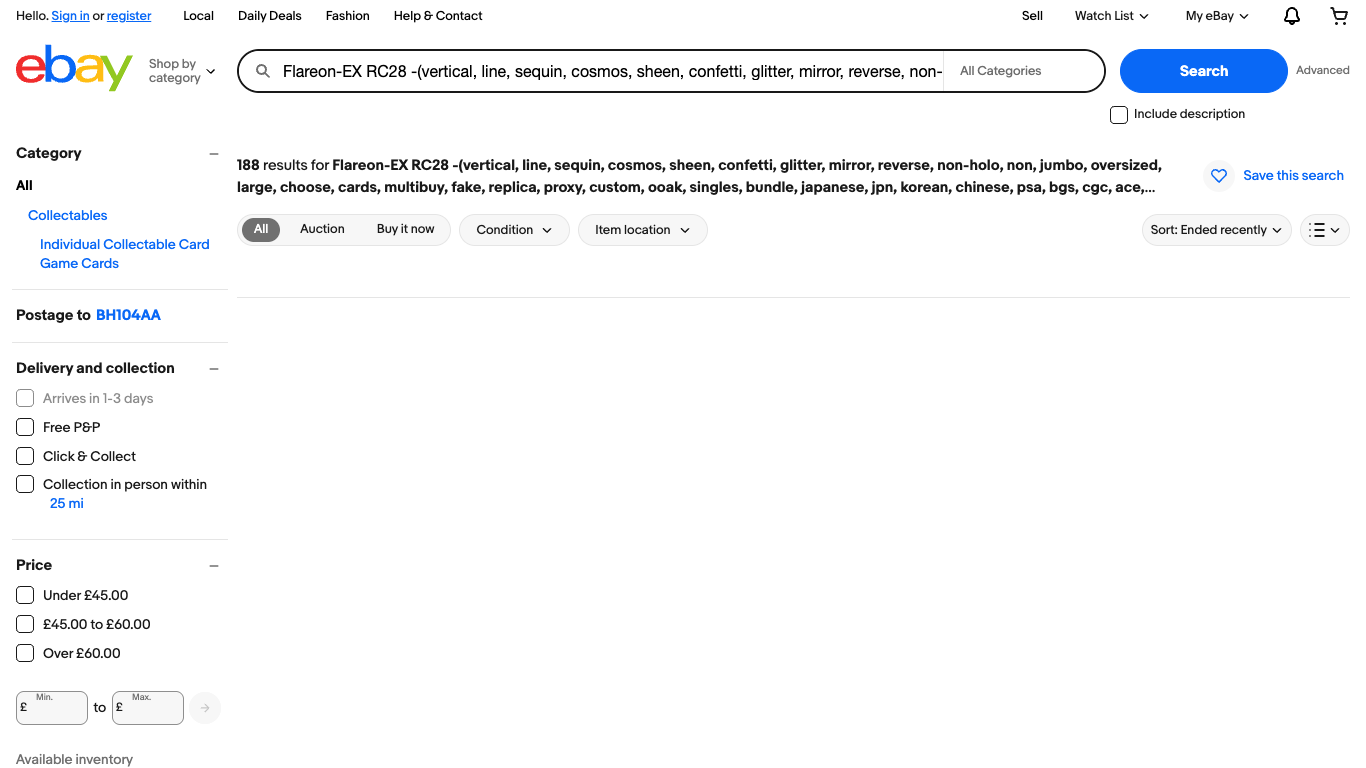 Hello. Sign in or register
Local
Daily Deals
Fashion
Help & Contact
Sell
Watch List
My eBay
ebay
Shop by
category
Flareon-EX RC28 -(vertical, line, sequin, cosmos, sheen, confetti, glitter, mirror, reverse, non-
All Categories
Search
Advanced
Include description
Category
All
Collectables
Individual Collectable Card
Game Cards
Postage to BH104AA
Delivery and collection
Arrives in 1-3 days
Free P&P
Click & Collect
Collection in person within
25 mi
Price
Under £45.00
£45.00 to £60.00
Over £60.00
Min.
£
to
Max.
£
Available inventory
188 results for Flareon-EX RC28 -(vertical, line, sequin, cosmos, sheen, confetti, glitter, mirror, reverse, non-holo, non, jumbo, oversized,
large, choose, cards, multibuy, fake, replica, proxy, custom, ooak, singles, bundle, japanese, jpn, korean, chinese, psa, bgs, cgc, ace,...
Save this search
All
Auction
Buy it now
Condition
Item location
Sort: Ended recently